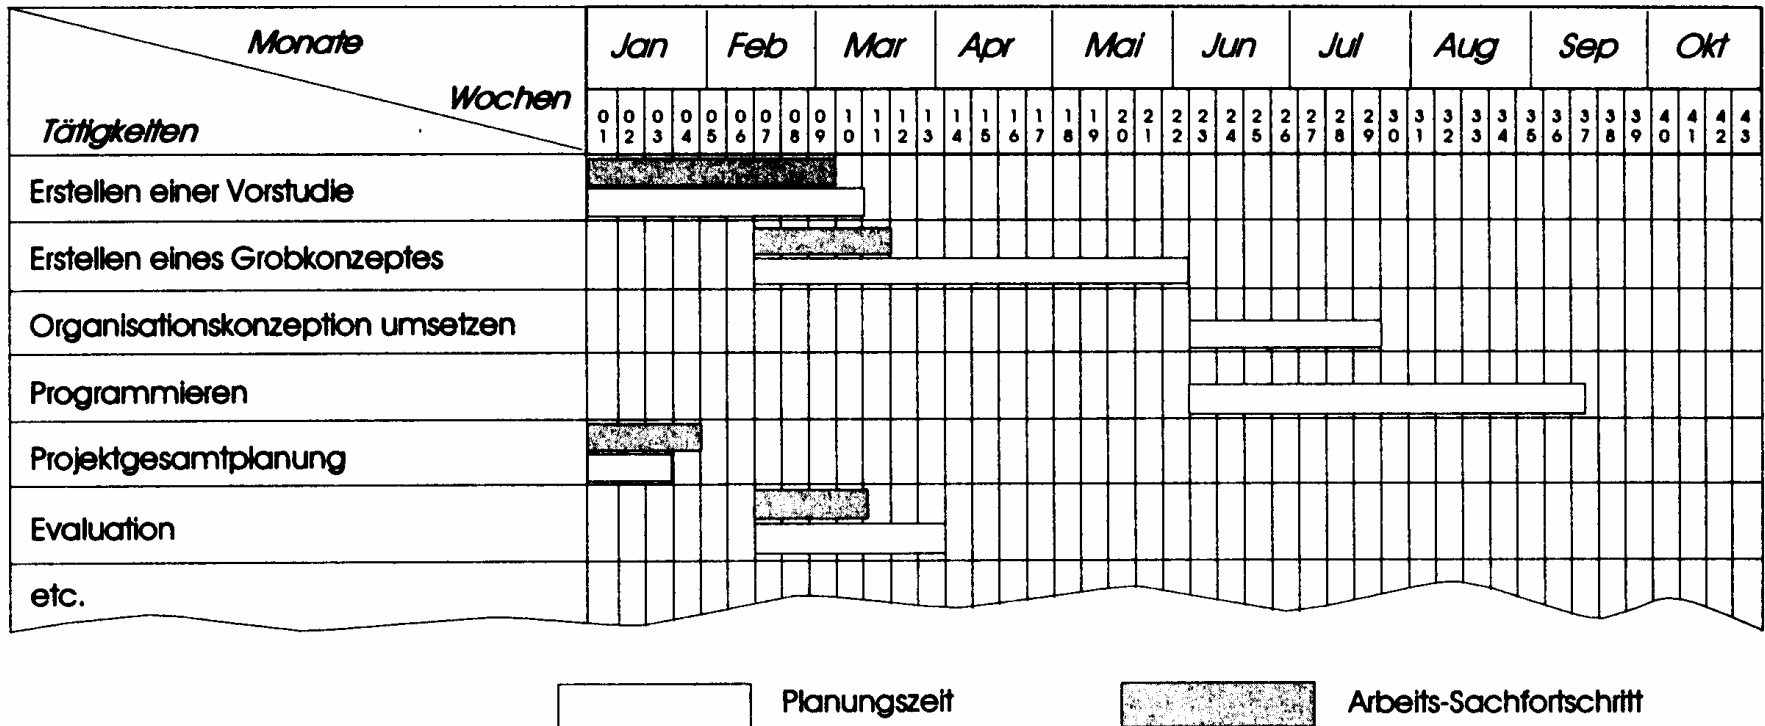 Monate
Jan Feb Mar Apr Mai Jun Jul Aug Sep Okt
Wochen
Tätigkeiten
01 02 03 04 05 06 07 08 09 10 11 12 13 14 15 16 17 18 19 20 21 22 23 24 25 26 27 28 29 30 31 32 33 34 35 36 37 38 39 40 41 42 43
Erstellen einer Vorstudie
Erstellen eines Grobkonzeptes
Organisationskonzeption umsetzen
Programmieren
Projektgesamtplanung
Evaluation
etc.
Planungszeit
Arbeits-Sachfortschritt